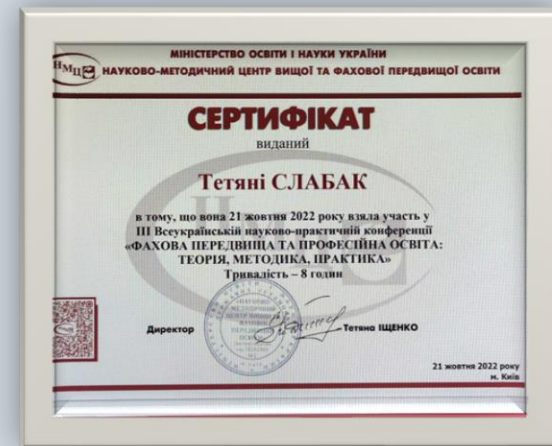 МІНІСТЕРСТВО ОСВІТИ І НАУКИ УКРАЇНИ
НМЦ
НАУКОВО-МЕТОДИЧНИЙ ЦЕНТР ВИЩОЇ ТА ФАХОВОЇ ПЕРЕДВИЩОЇ ОСВІТИ
СЕРТИФІКАТ
виданий
Тетяні СЛАБАК
в тому, що вона 21 жовтня 2022 року взяла участь у
ІІІ Всеукраїнській науково-практичній конференції
«ФАХОВА ПЕРЕДВИЩА ТА ПРОФЕСІЙНА ОСВІТА:
ТЕОРІЯ, МЕТОДИКА, ПРАКТИКА»
Тривалість – 8 годин
Директор
Тетяна ІЩЕНКО
21 жовтня 2022 року
м. Київ